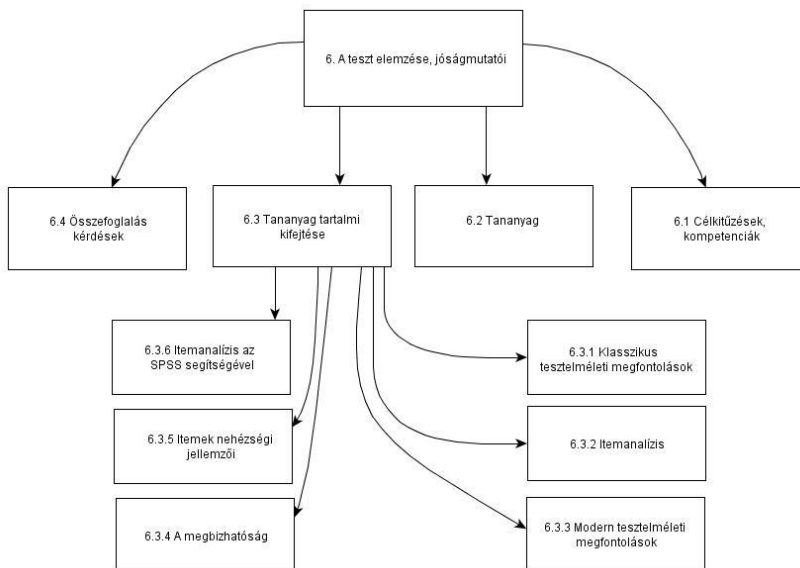 6. A teszt elemzése, jóságmutatói
6.4 Összefoglalás
kérdések
6.3 Tananyag tartalmi
kifejtése
6.2 Tananyag
6.1 Célkitűzések,
kompetenciák
6.3.6 Itemanalízis az
SPSS segítségével
6.3.1 Klasszikus
tesztelméleti megfontolások
6.3.5 Itemek nehézségi
jellemzői
6.3.2 Itemanalízis
6.3.4 A megbizhatóság
6.3.3 Modern tesztelméleti
megfontolások